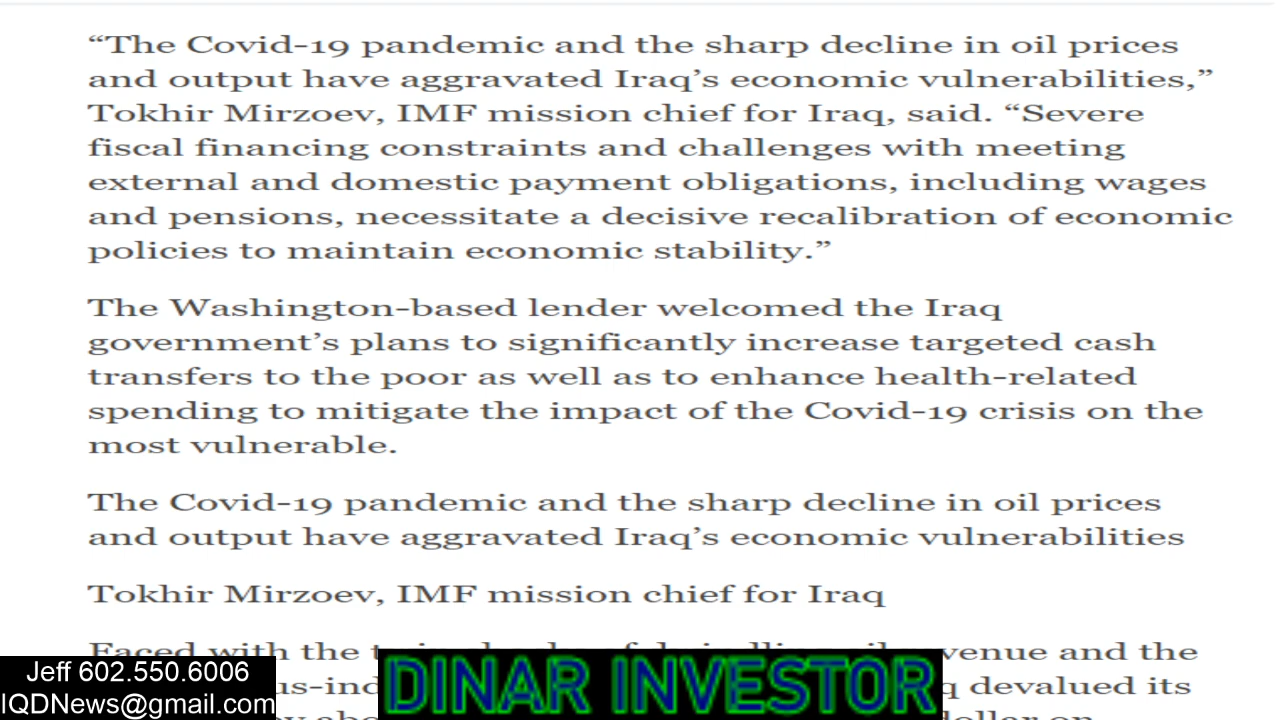 “The Covid-19 pandemic and the sharp decline in oil prices
and output have aggravated Iraq’s economic vulnerabilities,”
Tokhir Mirzoev, IMF mission chief for Iraq, said. “Severe
fiscal financing constraints and challenges with meeting
external and domestic payment obligations, including wages
and pensions, necessitate a decisive recalibration of economic
policies to maintain economic stability.”
The Washington-based lender welcomed the Iraq
government’s plans to significantly increase targeted cash
transfers to the poor as well as to enhance health-related
spending to mitigate the impact of the Covid-19 crisis on the
most vulnerable.
The Covid-19 pandemic and the sharp decline in oil prices
and output have aggravated Iraq’s economic vulnerabilities
Tokhir Mirzoev, IMF mission chief for Iraq
Faced with the venue and the
devalued its
dollar on
Jeff 602.550.6006
IQDNews@gmail.com
DINAR INVESTOR